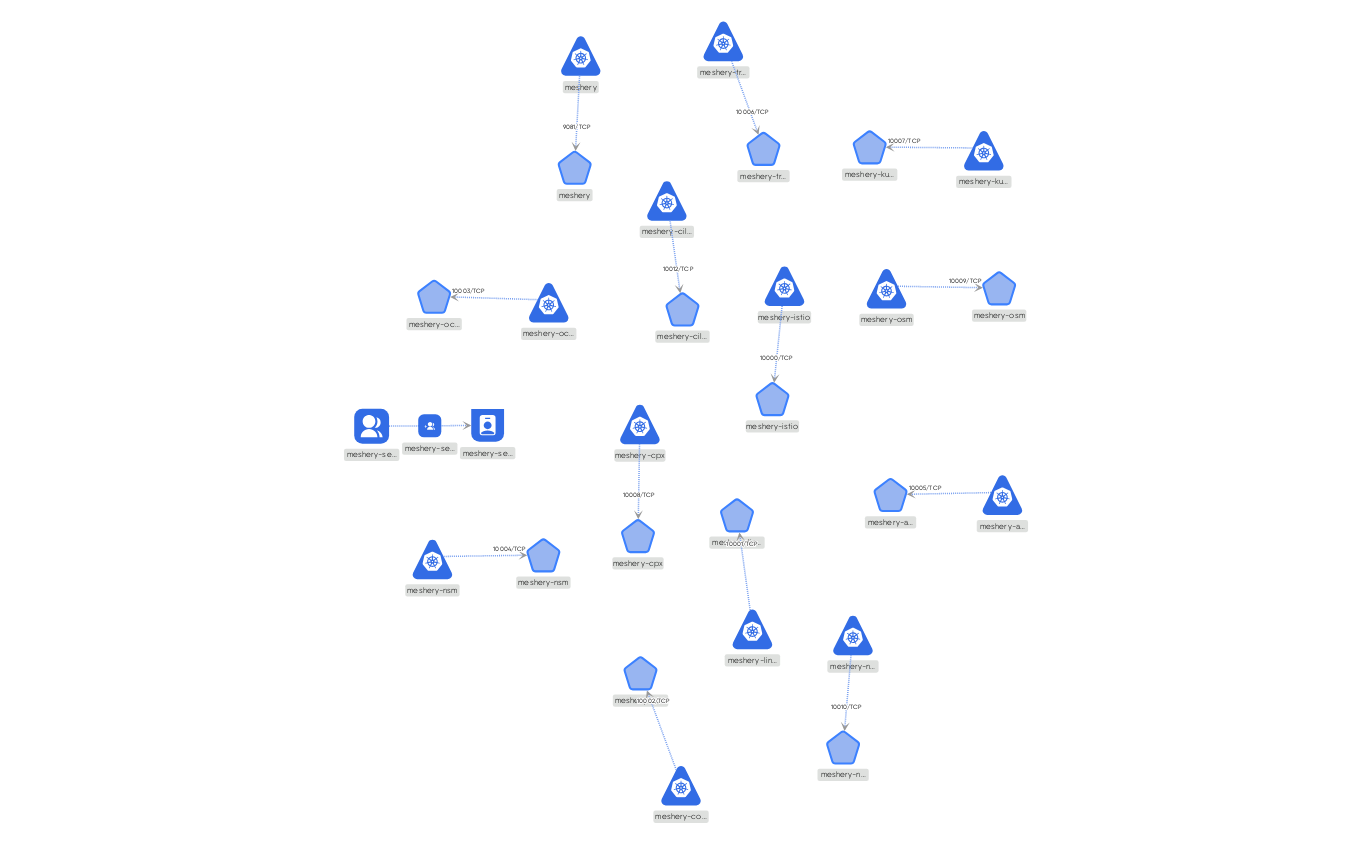 meshery-tr...
meshery
10006/TCP
9081/TCP
10007/TCP
meshery-tr...
meshery-ku...
meshery-ku...
meshery
meshery-cil...
10012/TCP
10009/TCP
10003/TCP
meshery-istio
meshery-osm
meshery-osm
meshery-oc...
meshery-oc...
meshery-cil...
10000/TCP
meshery-istio
meshery-se...
meshery-se...
meshery-se...
meshery-cpx
10005/TCP
10008/TCP
meshery-a...
meshery-a...
10001/TCP
10004/TCP
meshery-cpx
meshery-nsm
meshery-nsm
meshery-lin...
meshery-n...
10002/TCP
10010/TCP
meshery-n...
meshery-co...